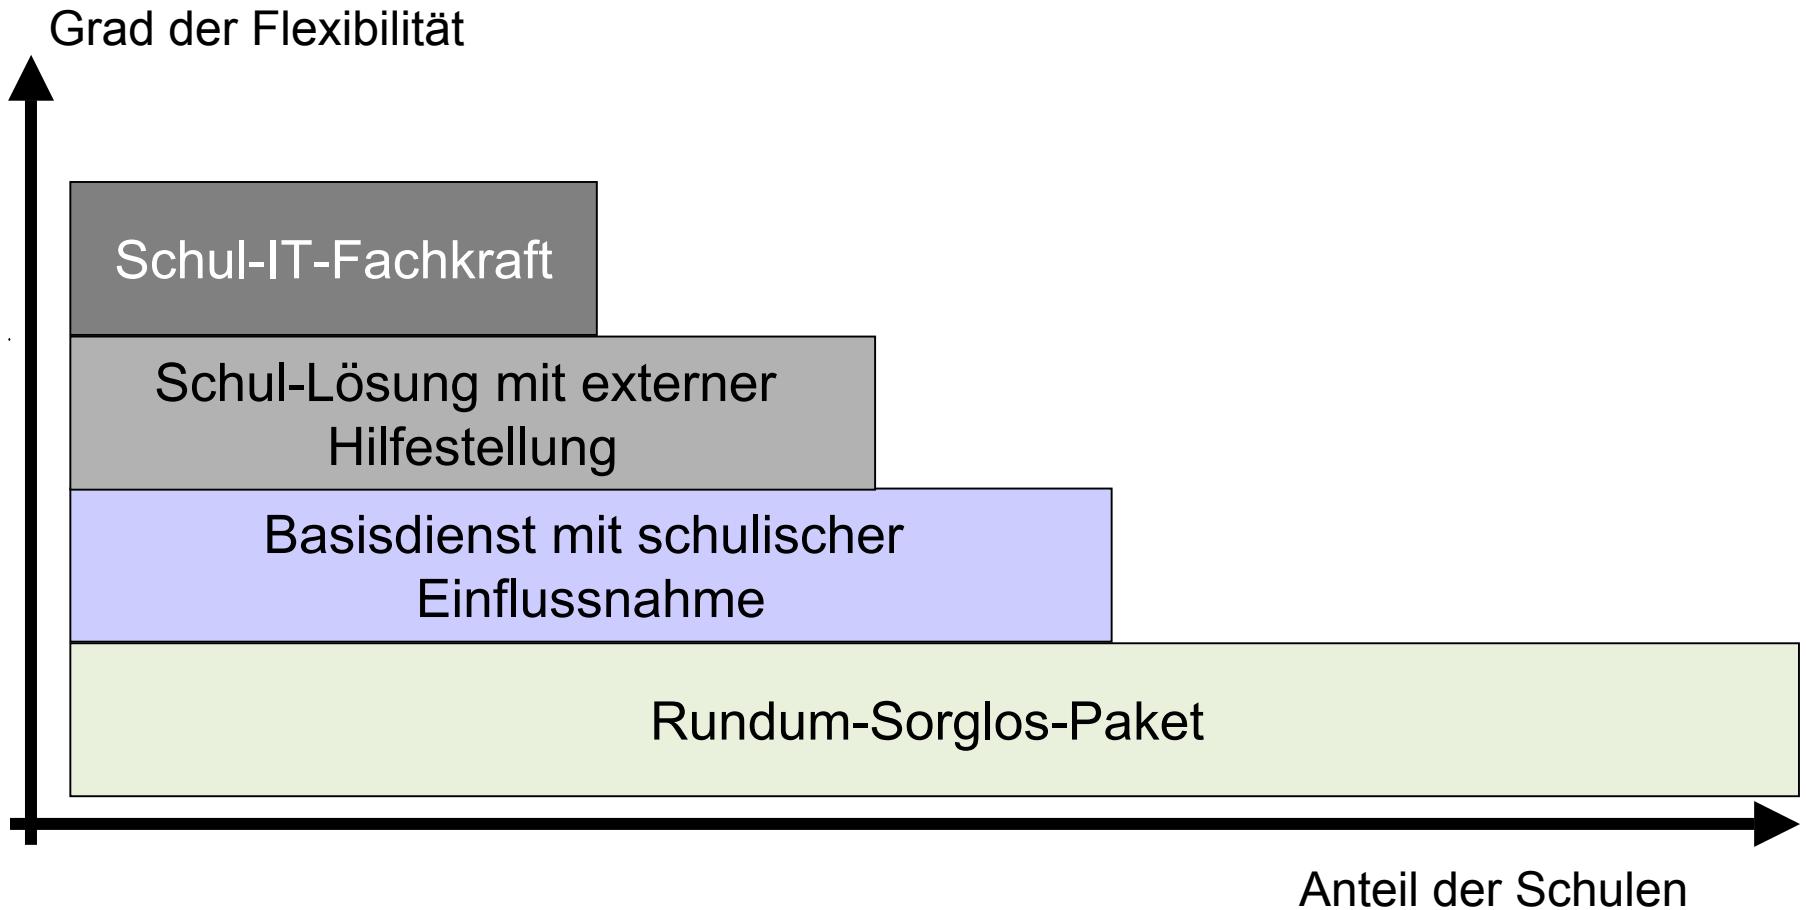 Grad der Flexibilität
Schul-IT-Fachkraft
Schul-Lösung mit externer
Hilfestellung
Basisdienst mit schulischer
Einflussnahme
Rundum-Sorglos-Paket
Anteil der Schulen